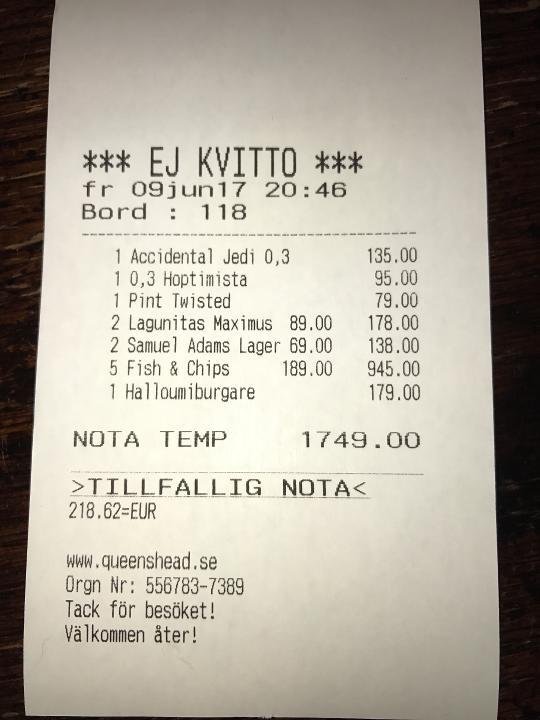 *** EJ KVITTO ***
fr 09jun17 20:46
Bord : 118
1 Accidental Jedi 0,3 135.00
1 0,3 Hoptimista 95.00
1 Pint Twisted 79.00
2 Lagunitas Maximus 89.00 178.00
2 Samuel Adams Lager 69.00 138.00
5 Fish & Chips 189.00 945.00
1 Halloumiburgare 179.00
NOTA TEMP 1749.00
>TILLFALLIG NOTA<
218.62=EUR
www.queenshead.se
Orgn Nr: 556783-7389
Tack för besöket!
Välkommen åter!